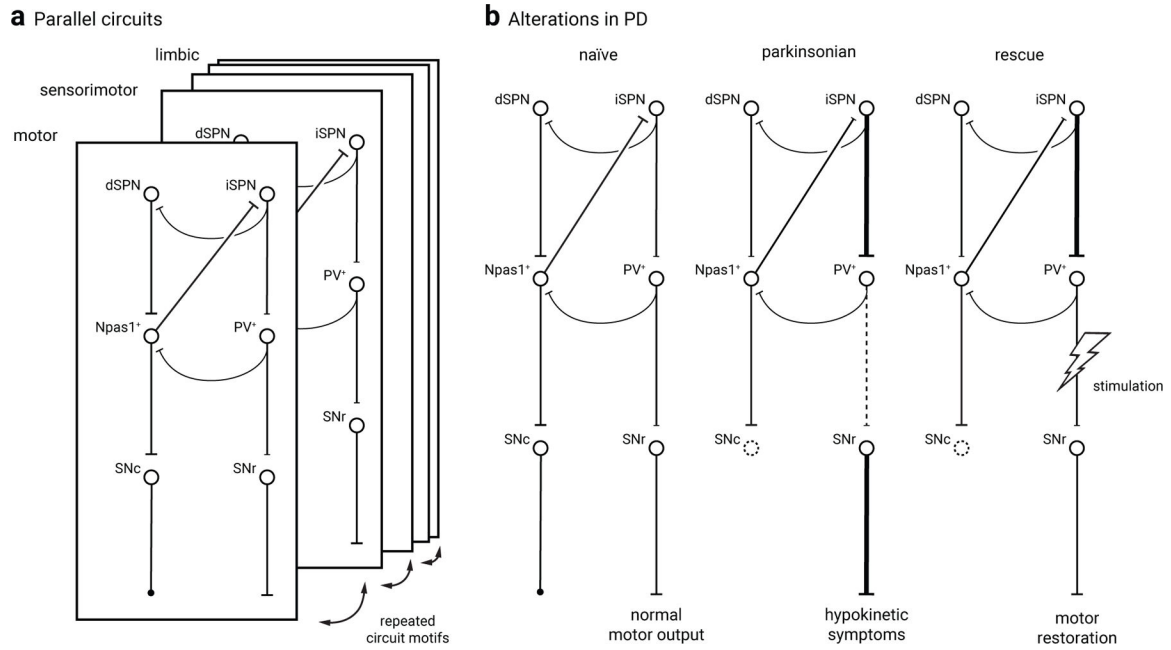 a Parallel circuits
limbic
sensorimotor
motor
dSPN
iSPN
PV+
SNr
dSPN
iSPN
Npas1+
PV+
SNc
SNr
repeated
circuit motifs
b Alterations in PD
naïve
dSPN
iSPN
Npas1+
PV+
SNc
SNr
normal
motor output
parkinsonian
dSPN
iSPN
Npas1+
PV+
SNc
SNr
hypokinetic
symptoms
rescue
dSPN
iSPN
Npas1+
PV+
stimulation
SNc
SNr
motor
restoration